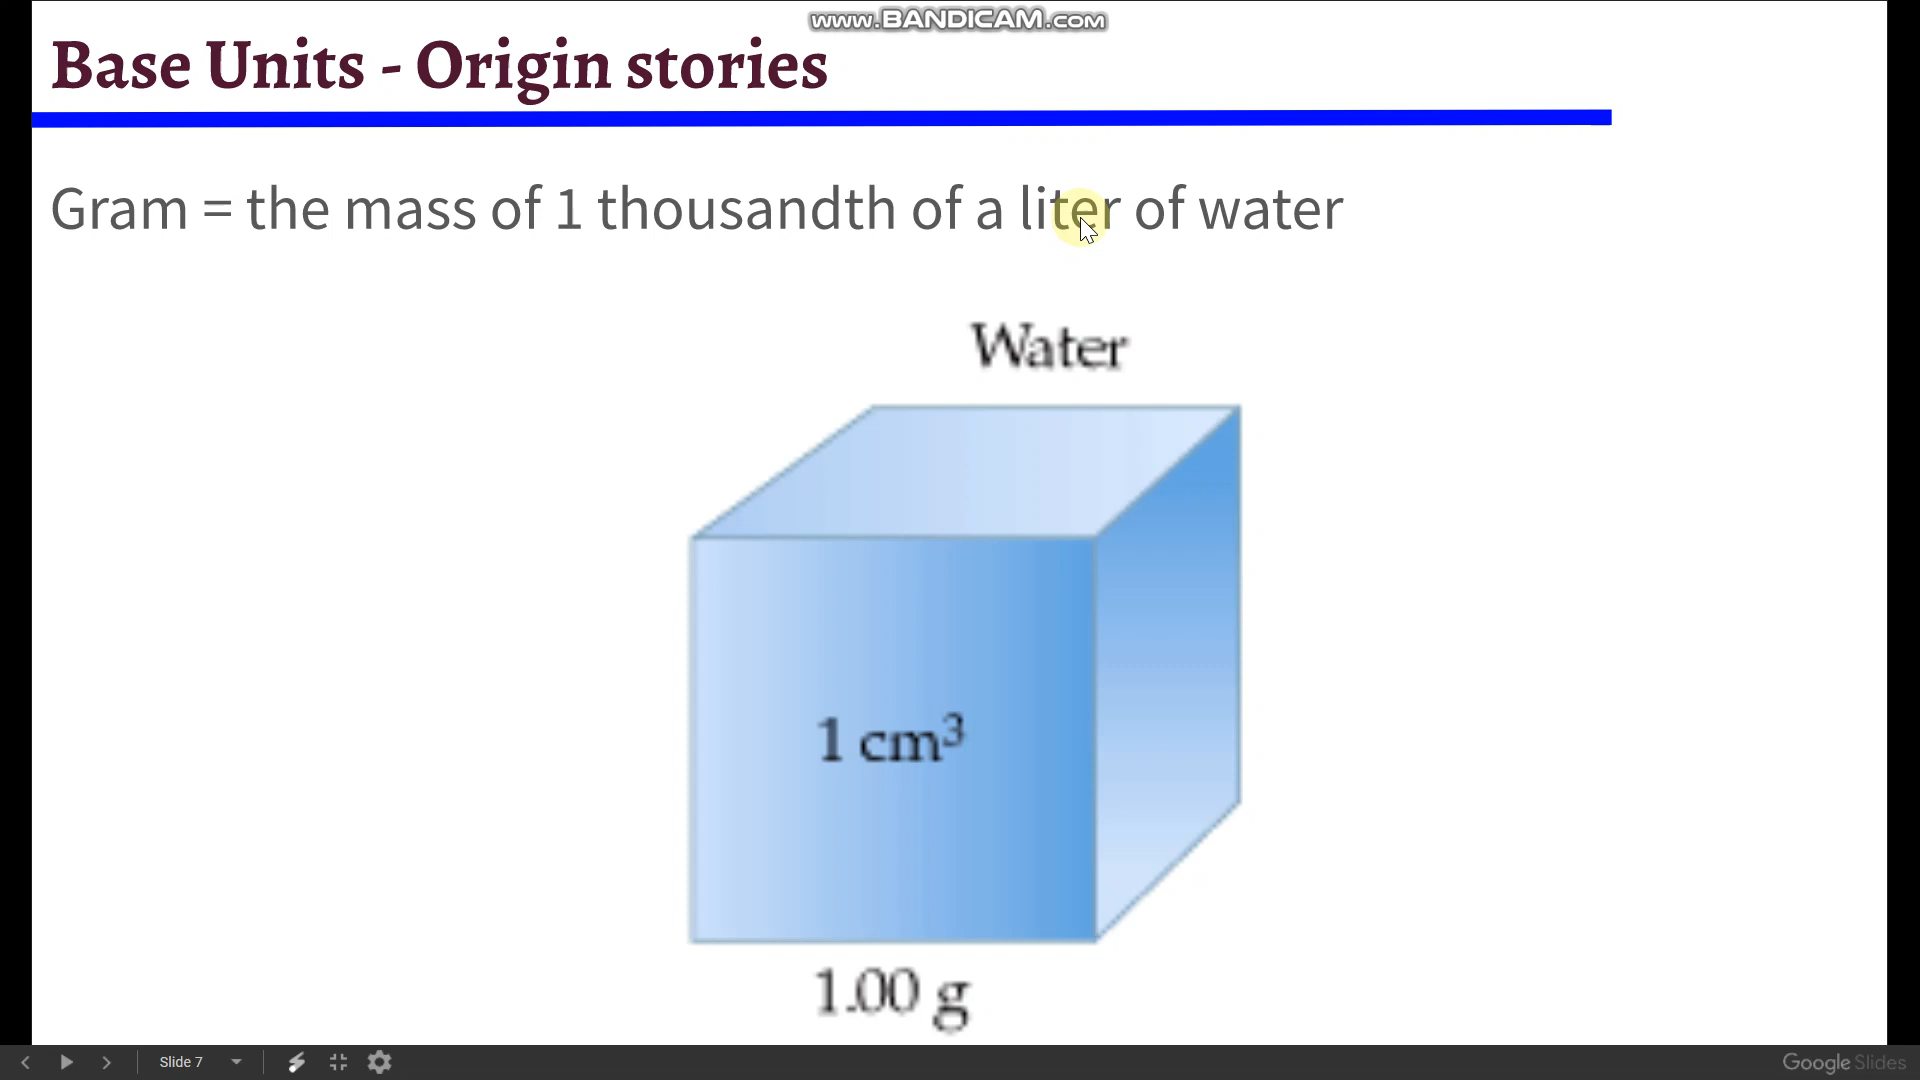 www.BANDICAM.com
Base Units - Origin stories
Gram = the mass of 1 thousandth of a liter of water
Water
1 cm³
1.00 g
Slide 7
Google Slides